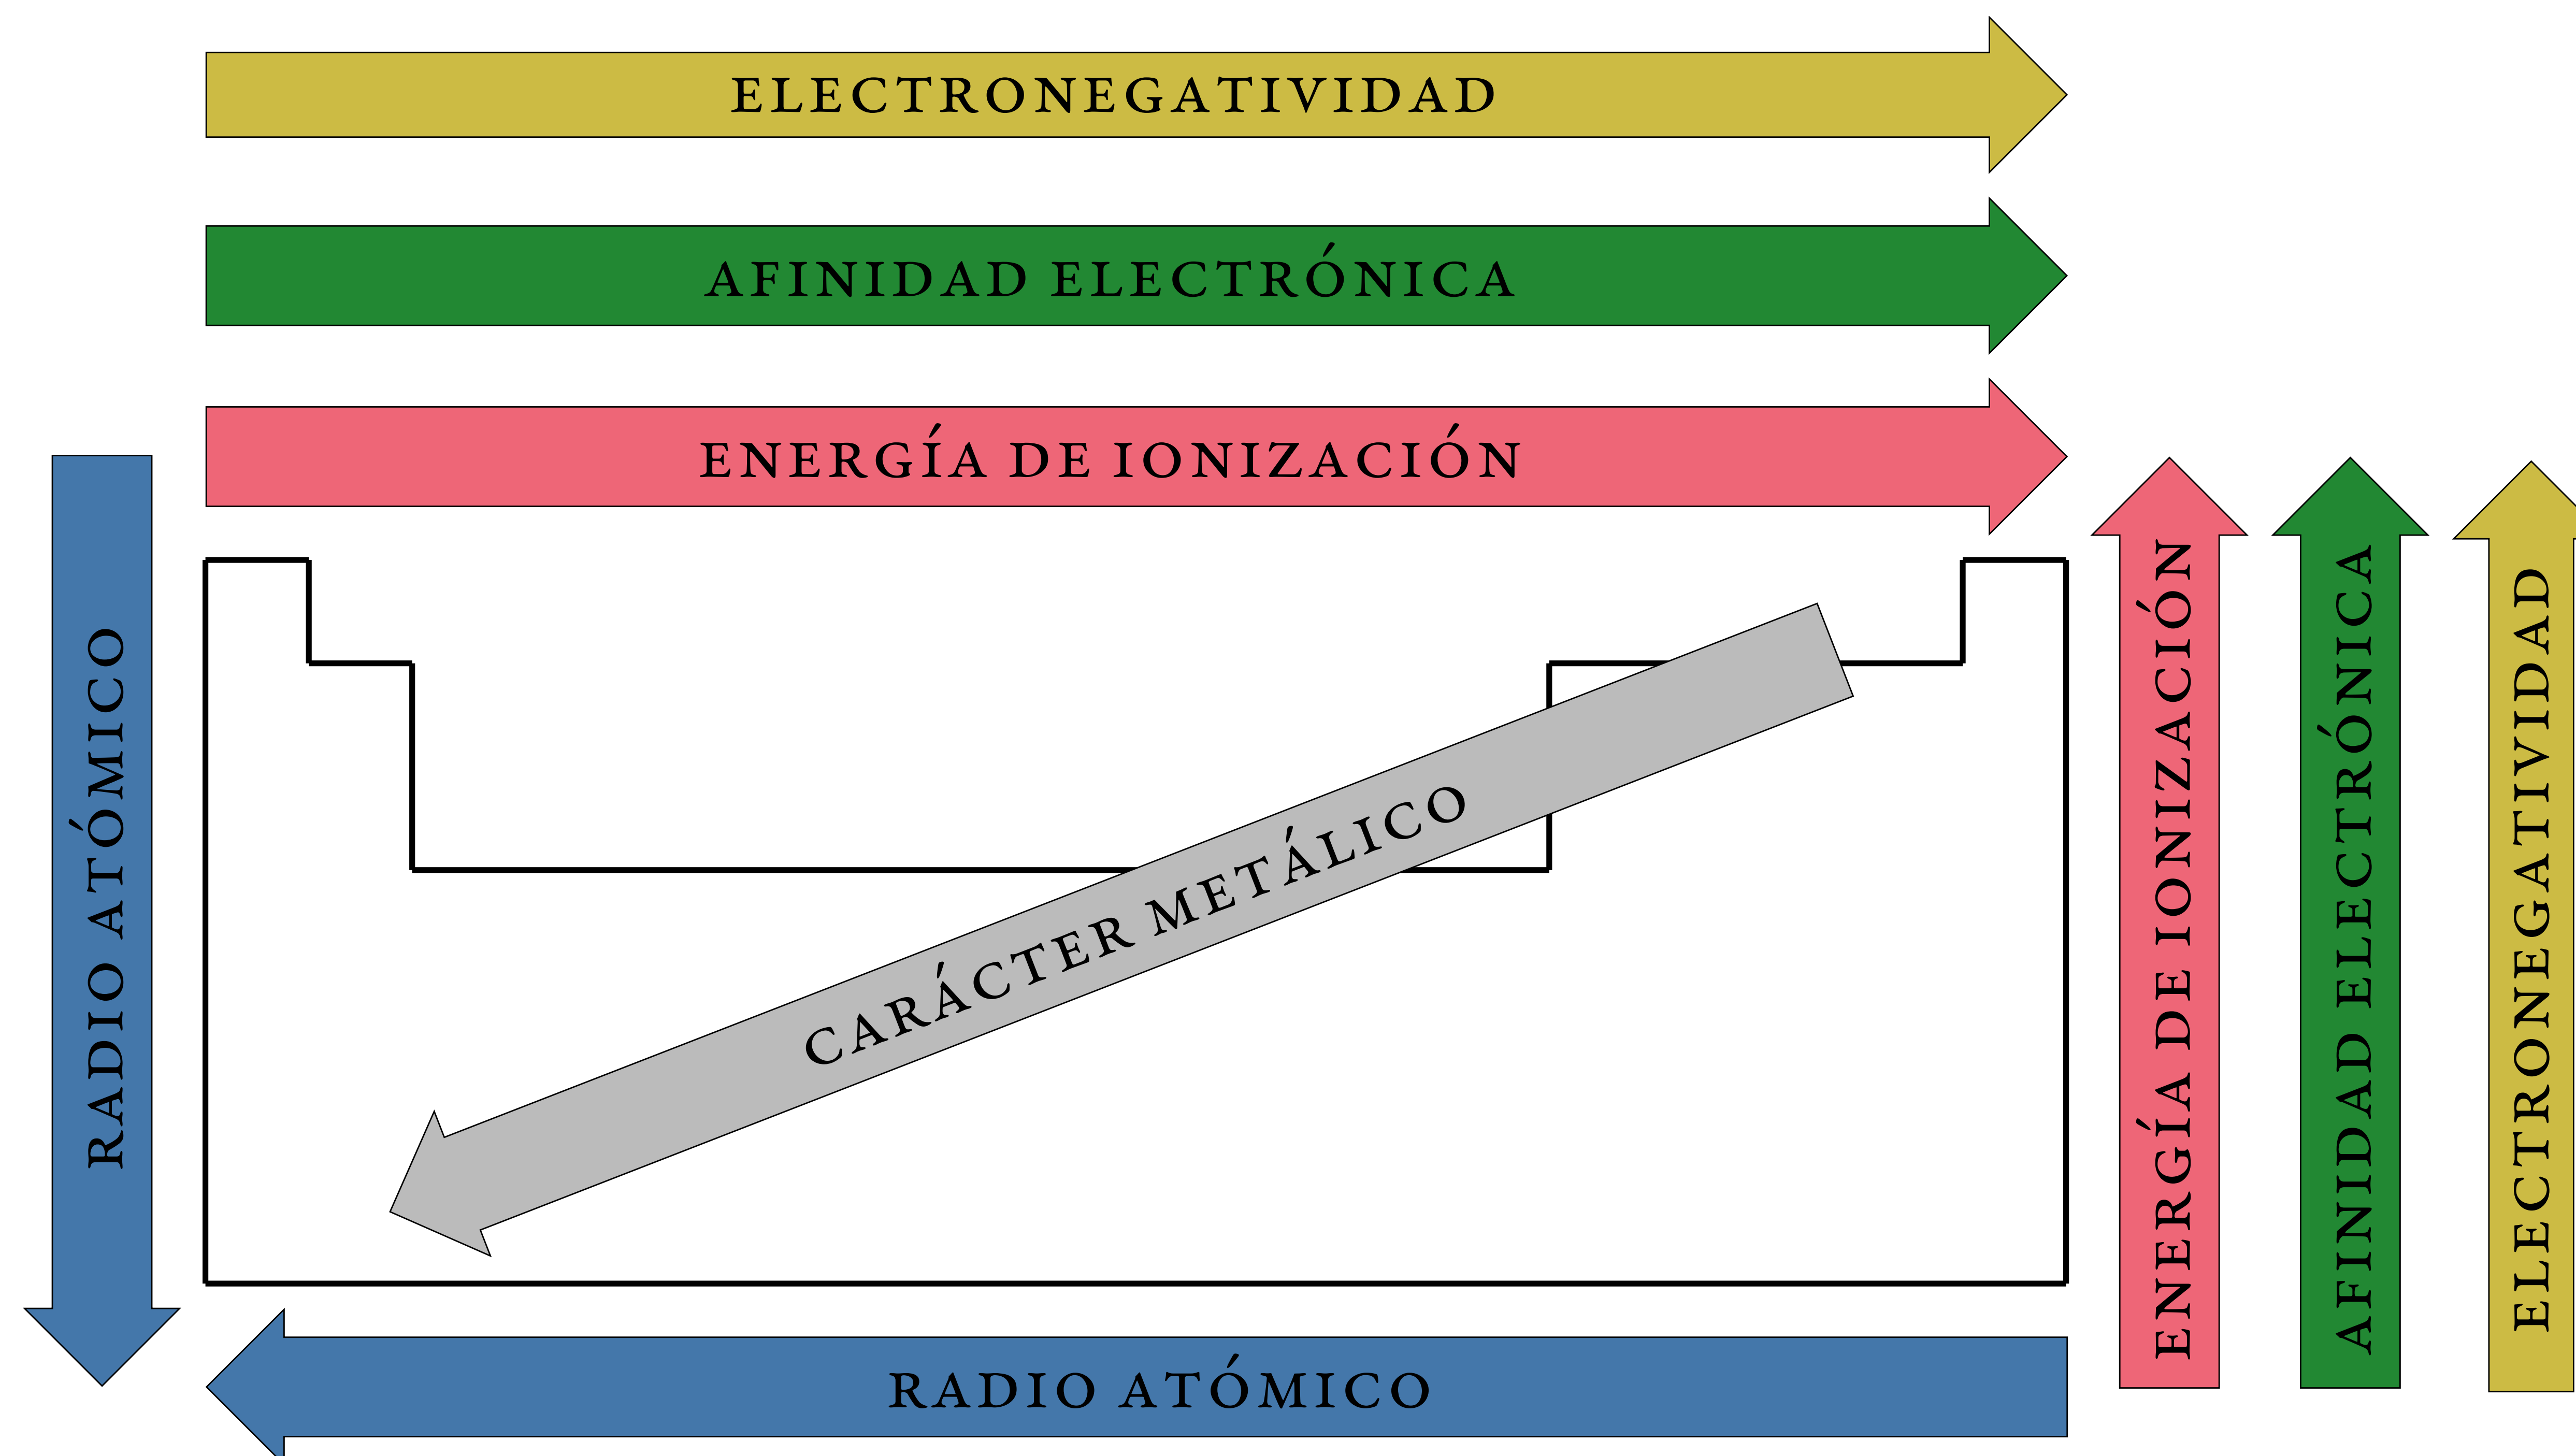 ELECTRONEGATIVIDAD
AFINIDAD ELECTRÓNICA
ENERGÍA DE IONIZACIÓN
RADIO ATÓMICO
CARÁCTER METÁLICO
ENERGÍA DE IONIZACIÓN
AFINIDAD ELECTRÓNICA
ELECTRONEGATIVIDAD
RADIO ATÓMICO